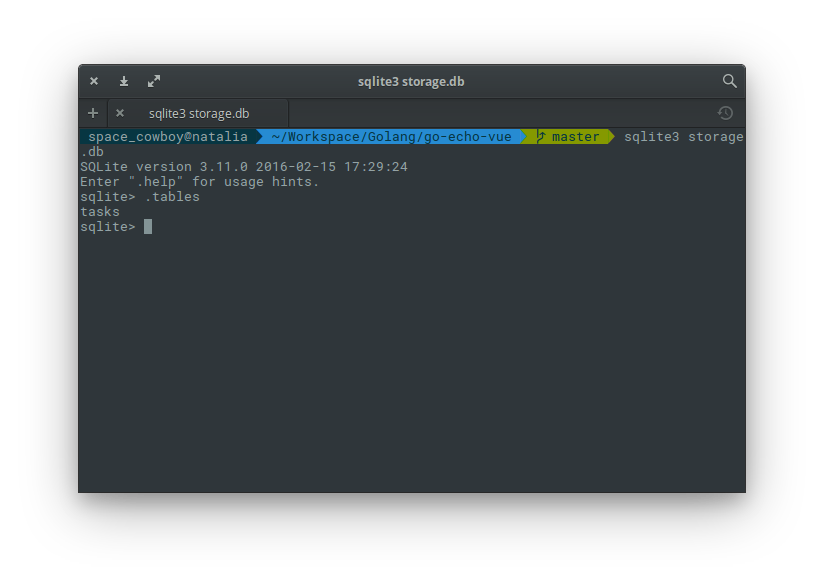 sqlite3 storage.db
sqlite3 storage.db
space_cowboy@natalia ~/Workspace/Golang/go-echo-vue master sqlite3 storage
.db
SQLite version 3.11.0 2016-02-15 17:29:24
Enter ".help" for usage hints.
sqlite> .tables
tasks
sqlite>